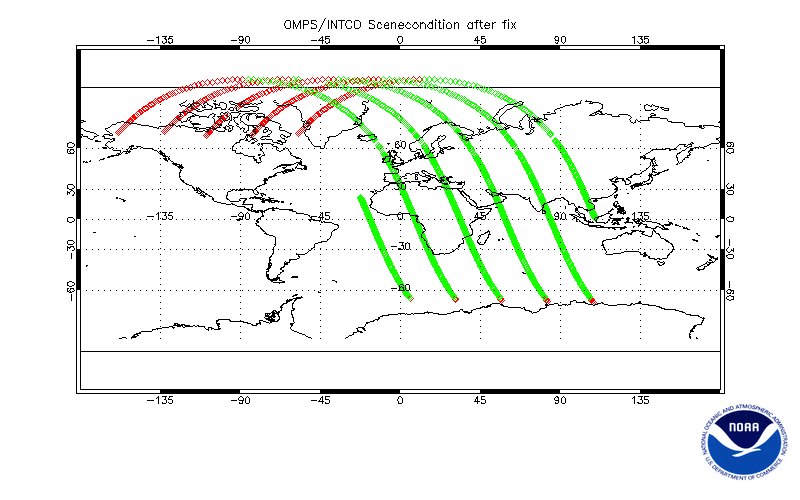 OMPS/INTCO Scenecondition after fix
-135 -90 -45 0 45 90 135
60 60 60
30 30
-135 -90 -45 0 45 90 135
0 0
-30 -30 -30
-60 -60 -60
-135 -90 -45 0 45 90 135
NATIONAL OCEANIC AND ATMOSPHERIC ADMINISTRATION
NOAA
U.S. DEPARTMENT OF COMMERCE